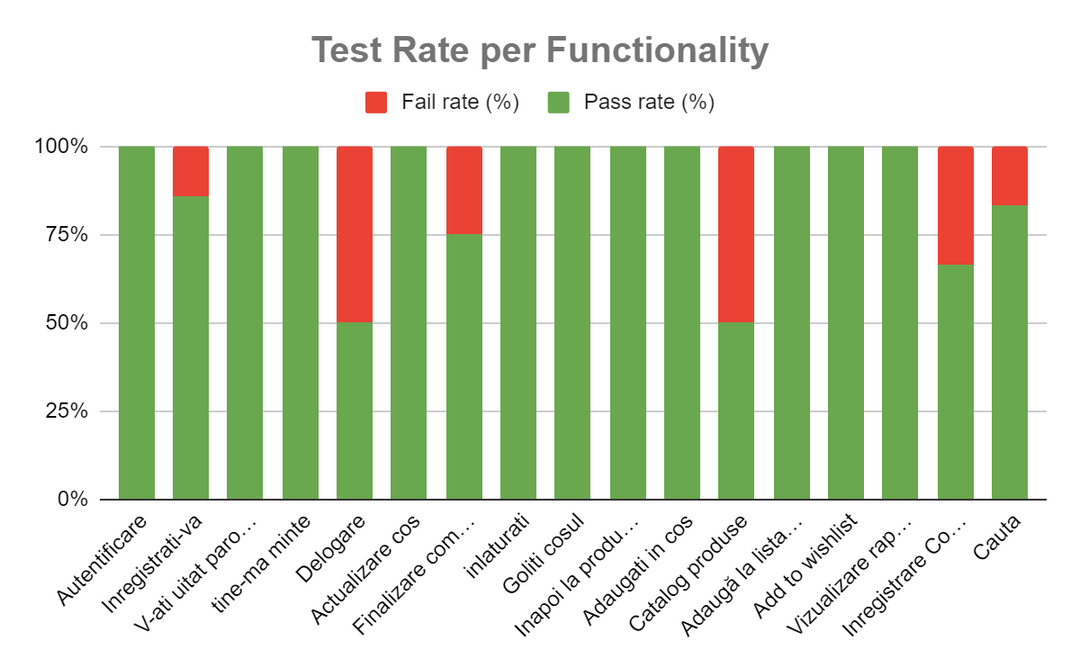 Test Rate per Functionality
Fail rate (%) Pass rate (%)
100%
75%
50%
25%
0%
Autentificare
Inregistrati-va
V-ati uitat paro...
tine-ma minte
Delogare
Actualizare cos
Finalizare com...
inlaturati
Goliti cosul
Inapoi la produ...
Adaugati in cos
Catalog produse
Adaugă la lista...
Add to wishlist
Vizualizare rap...
Inregistrare Co...
Cauta